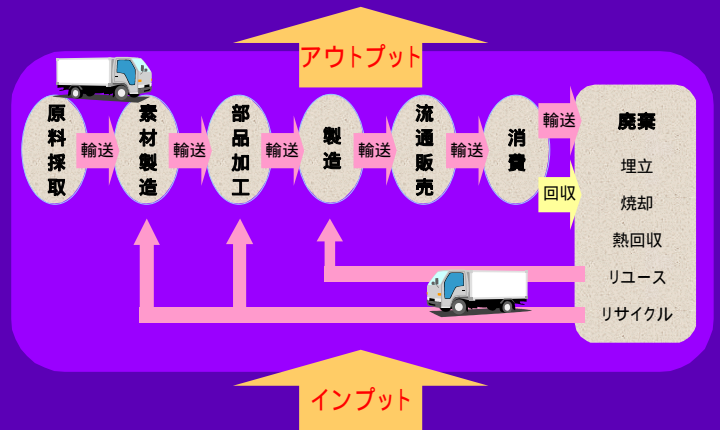 アウトプット
原料採取
輸送
素材製造
輸送
部品加工
輸送
製造
輸送
流通販売
輸送
消費
輸送
回収
廃棄
埋立
焼却
熱回収
リユース
リサイクル
インプット